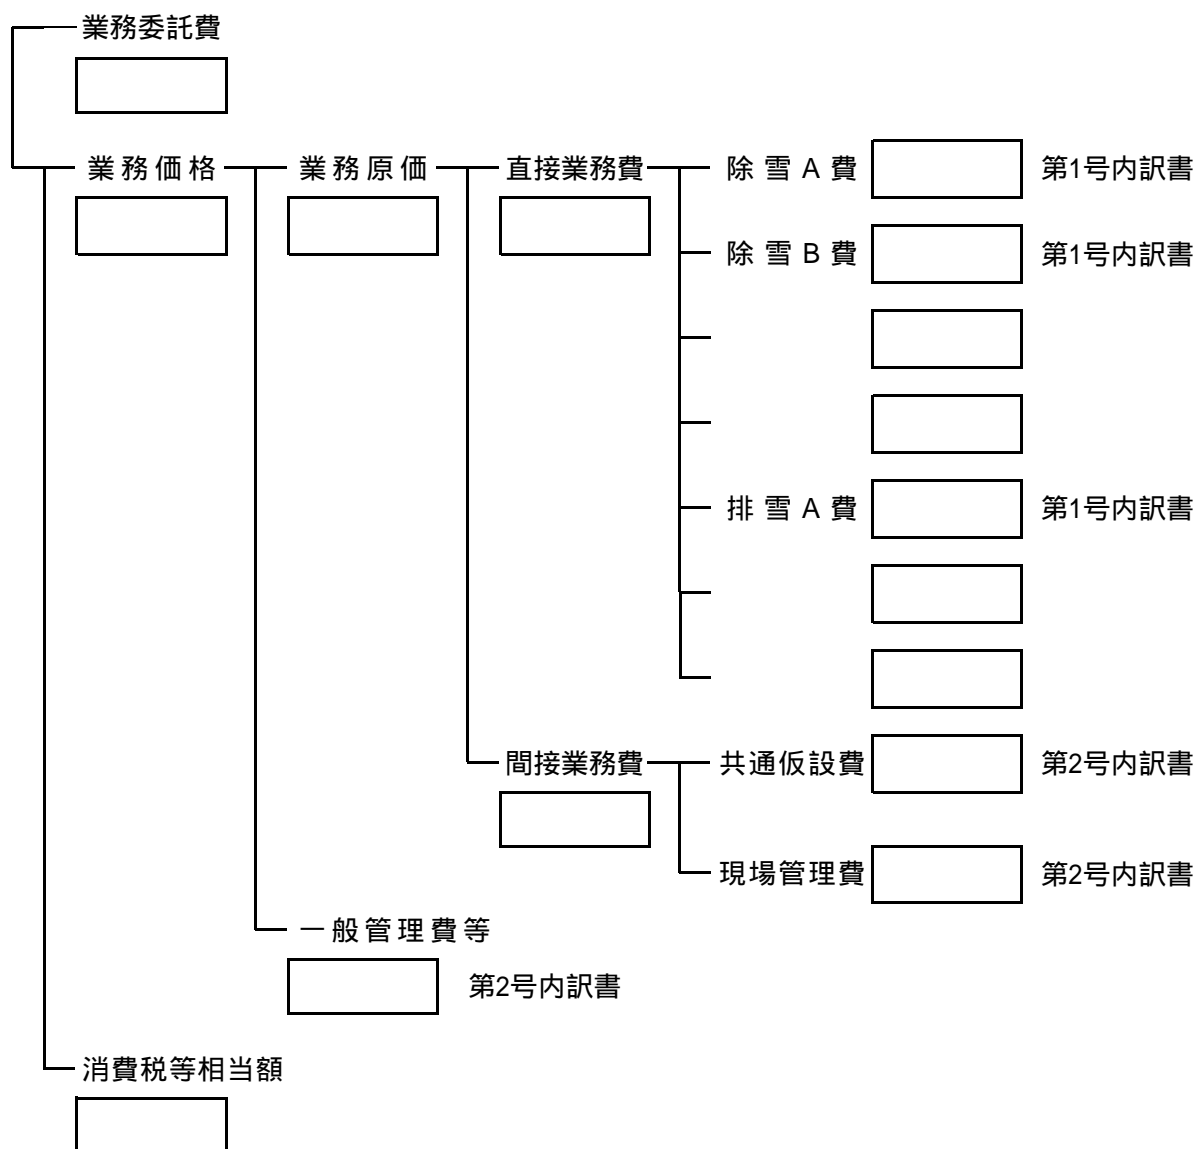 業務委託費
業務価格 業務原価 直接業務費 除雪A費 第1号内訳書
除雪B費 第1号内訳書
排雪A費 第1号内訳書
間接業務費 共通仮設費 第2号内訳書
現場管理費 第2号内訳書
一般管理費等
第2号内訳書
消費税等相当額